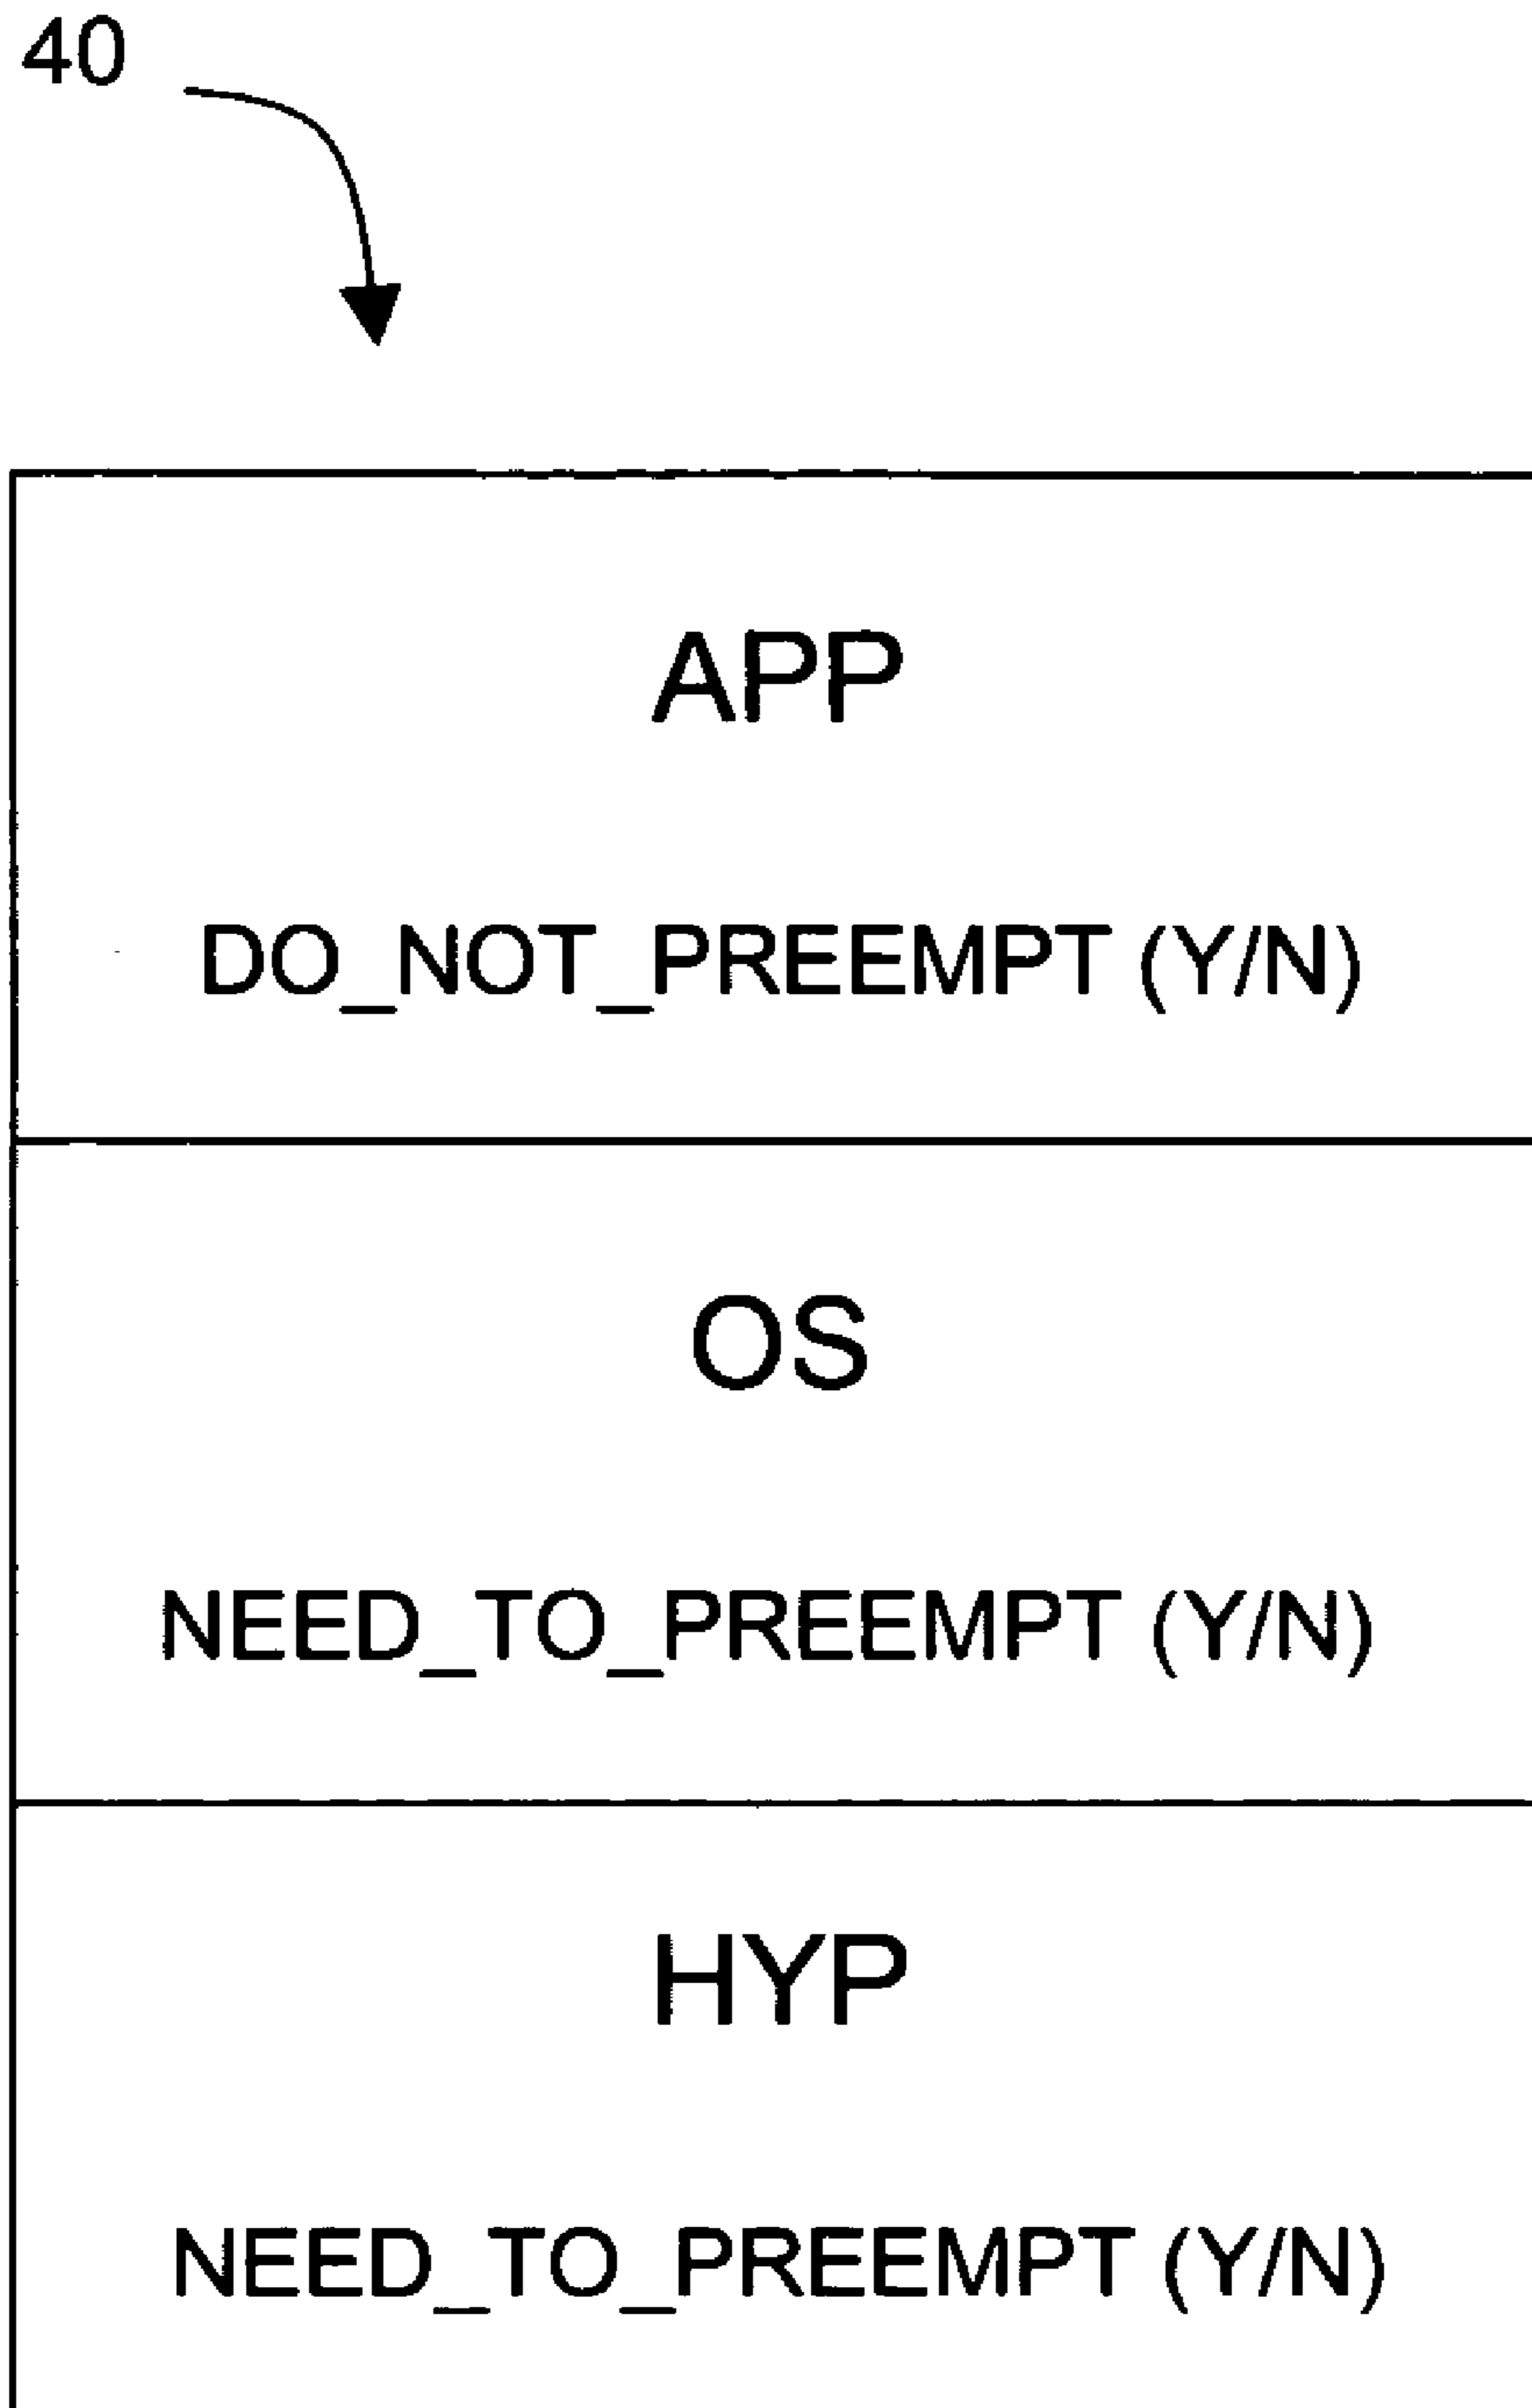 40
APP
DO_NOT_PREEMPT (Y/N)
OS
NEED_TO_PREEMPT (Y/N)
HYP
NEED_TO_PREEMPT (Y/N)